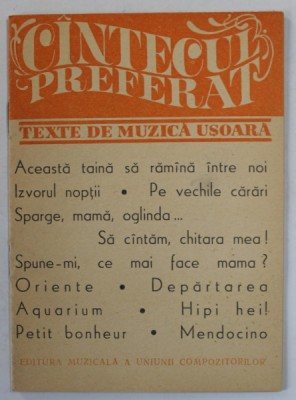 CÎNTECUL
PREFERAT
TEXTE DE MUZICĂ UȘOARĂ
Această taină să rămînă între noi
Izvorul nopții • Pe vechile cărări
Sparge, mamă, oglinda...
Să cîntăm, chitara mea!
Spune-mi, ce mai face mama?
Oriente • Depărtarea
Aquarium • Hipi hei!
Petit bonheur • Mendocino
EDITURA MUZICALĂ A UNIUNII COMPOZITORILOR